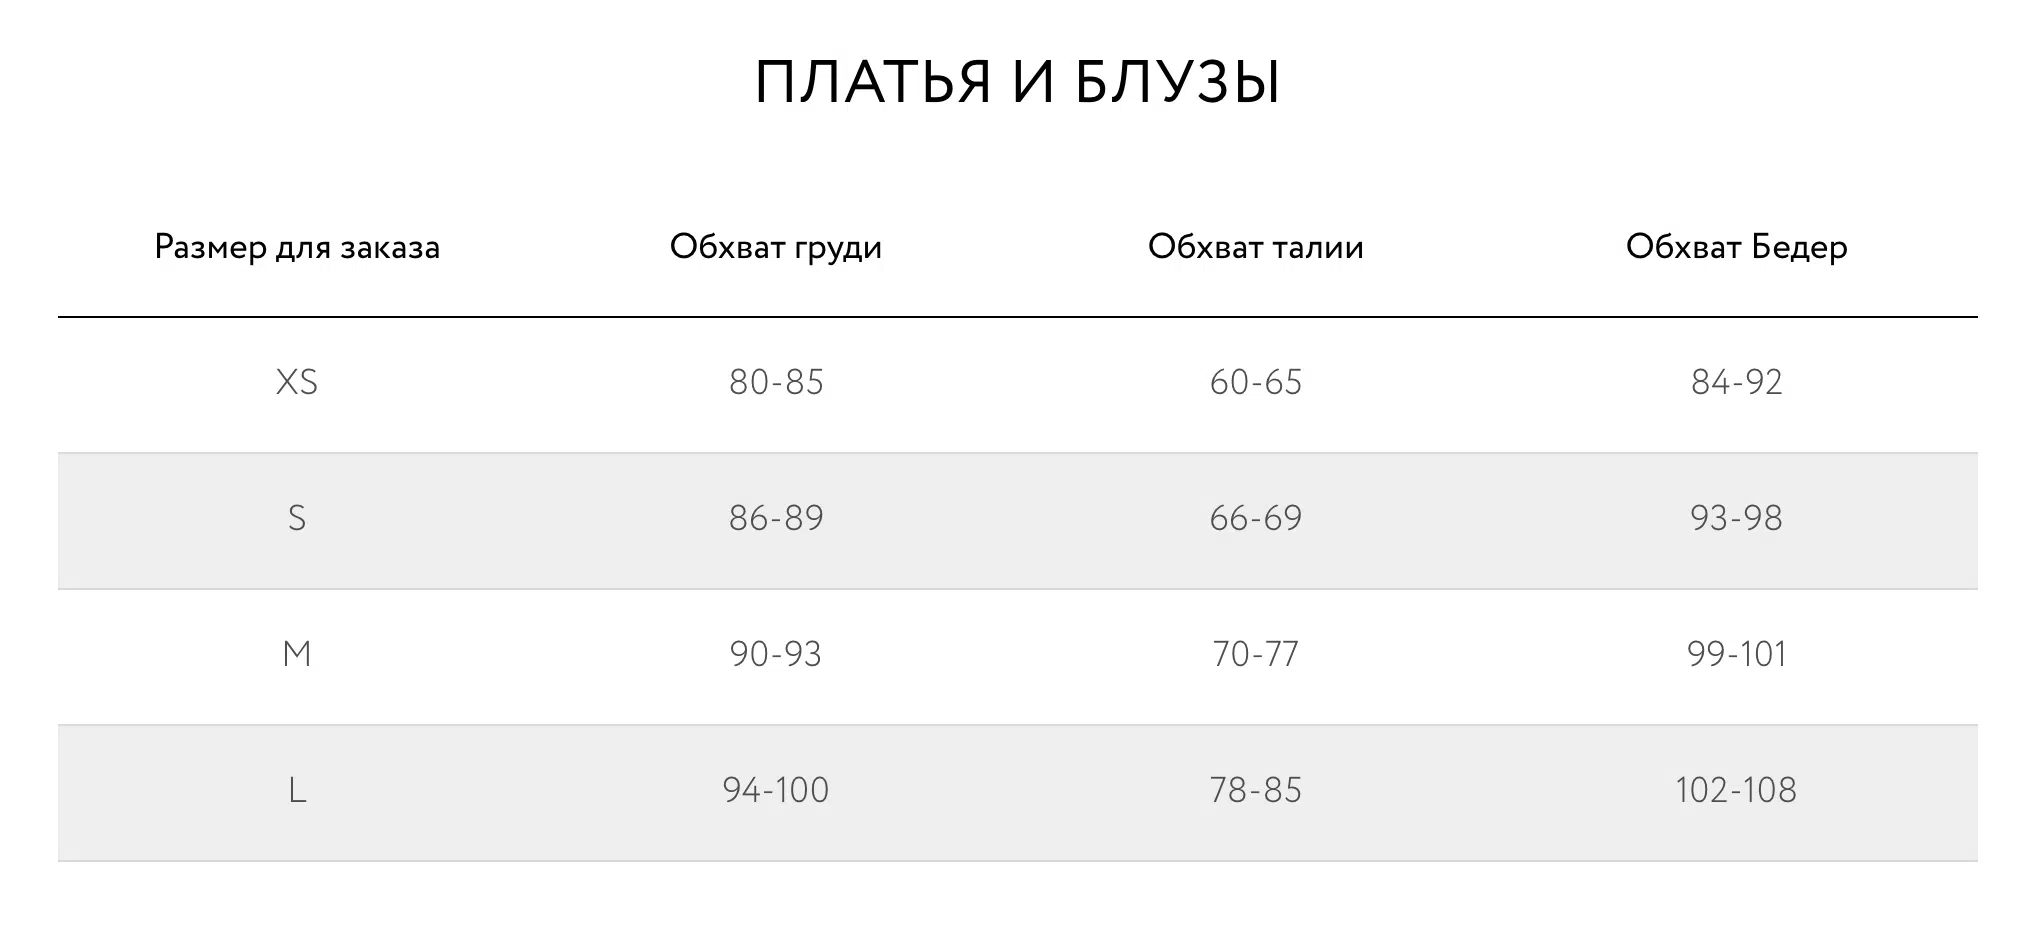 ПЛАТЬЯ И БЛУЗЫ
Размер для заказа Обхват груди Обхват талии Обхват Бедер
XS 80-85 60-65 84-92
S 86-89 66-69 93-98
M 90-93 70-77 99-101
L 94-100 78-85 102-108